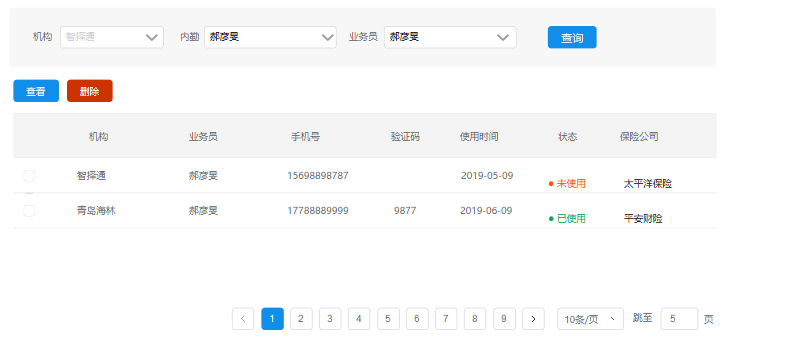 机构 智择通 内勤 郝彦旻 业务员 郝彦旻 查询
查看 删除
机构 业务员 手机号 验证码 使用时间 状态 保险公司
智择通 郝彦旻 15698898787 2019-05-09 未使用 太平洋保险
青岛海林 郝彦旻 17788889999 9877 2019-06-09 已使用 平安财险
1 2 3 4 5 6 7 8 9 10条/页 跳至 5 页